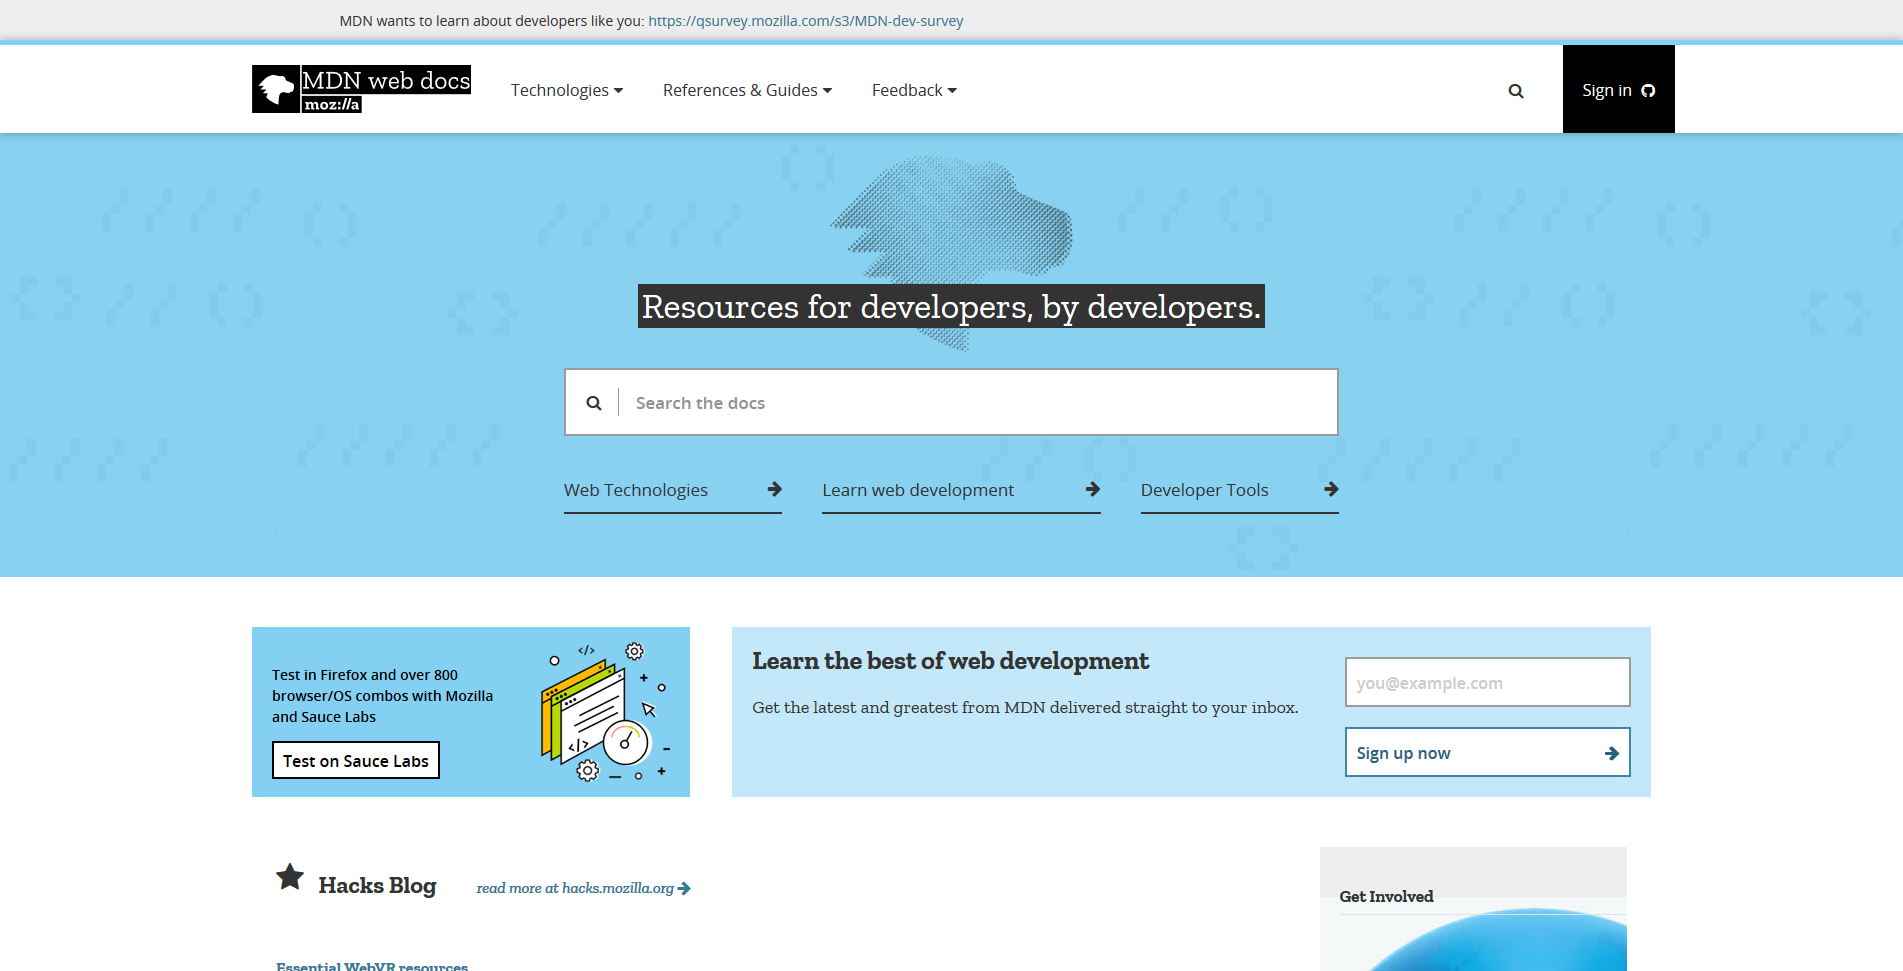 MDN wants to learn about developers like you: https://qsurvey.mozilla.com/s3/MDN-dev-survey
MDN web docs
moz://a
Technologies
References & Guides
Feedback
Sign in
Resources for developers, by developers.
Search the docs
Web Technologies
Learn web development
Developer Tools
Test in Firefox and over 800
browser/OS combos with Mozilla
and Sauce Labs
Test on Sauce Labs
Learn the best of web development
Get the latest and greatest from MDN delivered straight to your inbox.
you@example.com
Sign up now
Hacks Blog
read more at hacks.mozilla.org
Get Involved
Essential WebVR resources